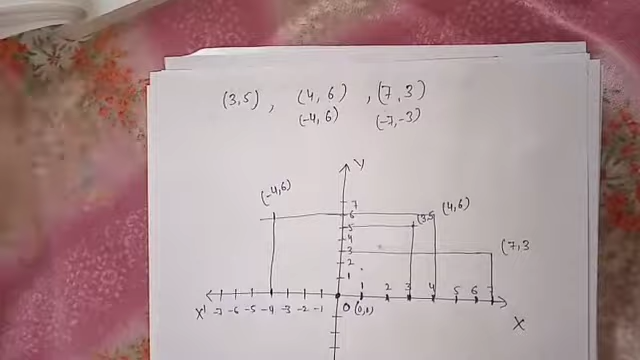 (3,5), (4,6), (7,3)
(-4,6) (-7,-3)
Y
(-4,6)
7
6 (3,5 (4,6)
5
4
3 (7,3
2
1
X' -7 -6 -5 -4 -3 -2 -1 O (0,0) 1 2 3 4 5 6 7
X